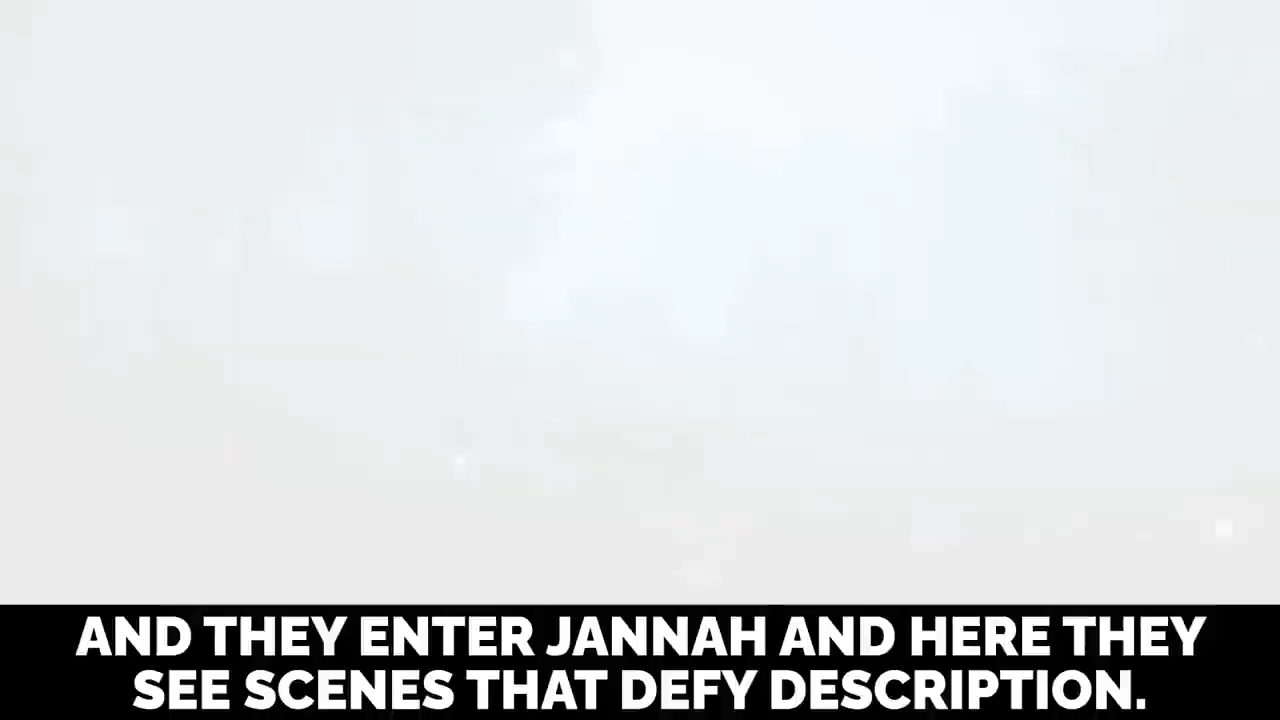 AND THEY ENTER JANNAH AND HERE THEY
SEE SCENES THAT DEFY DESCRIPTION.